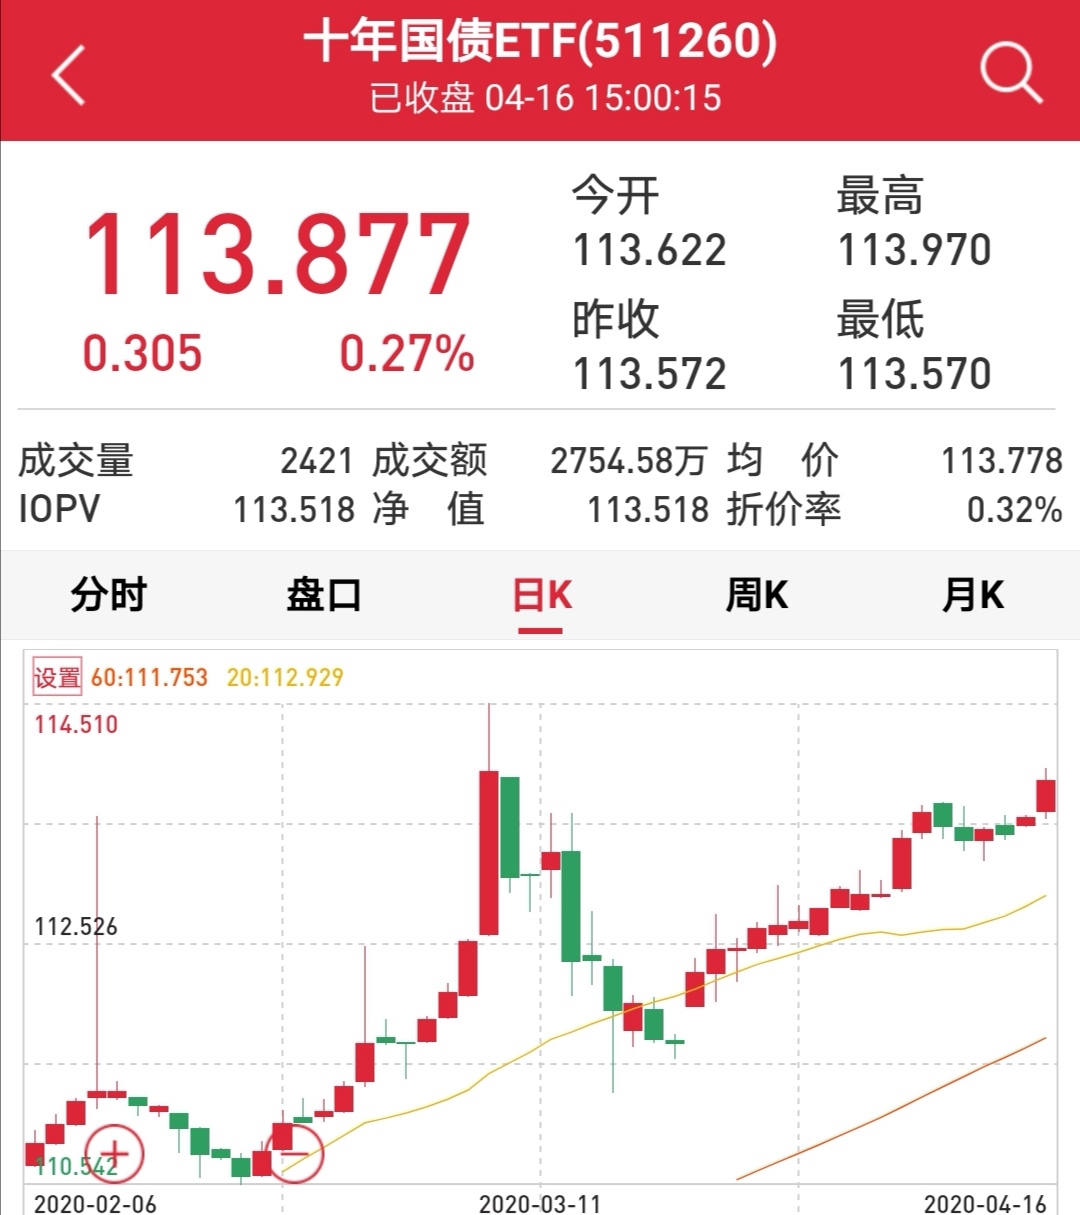 十年国债ETF(511260)
已收盘 04-16 15:00:15
113.877
0.305 0.27%
今开 最高
113.622 113.970
昨收 最低
113.572 113.570
成交量 2421 成交额 2754.58万 均 价 113.778
IOPV 113.518 净 值 113.518 折价率 0.32%
分时 盘口 日K 周K 月K
设置 60:111.753 20:112.929
114.510
112.526
110.542
2020-02-06 2020-03-11 2020-04-16